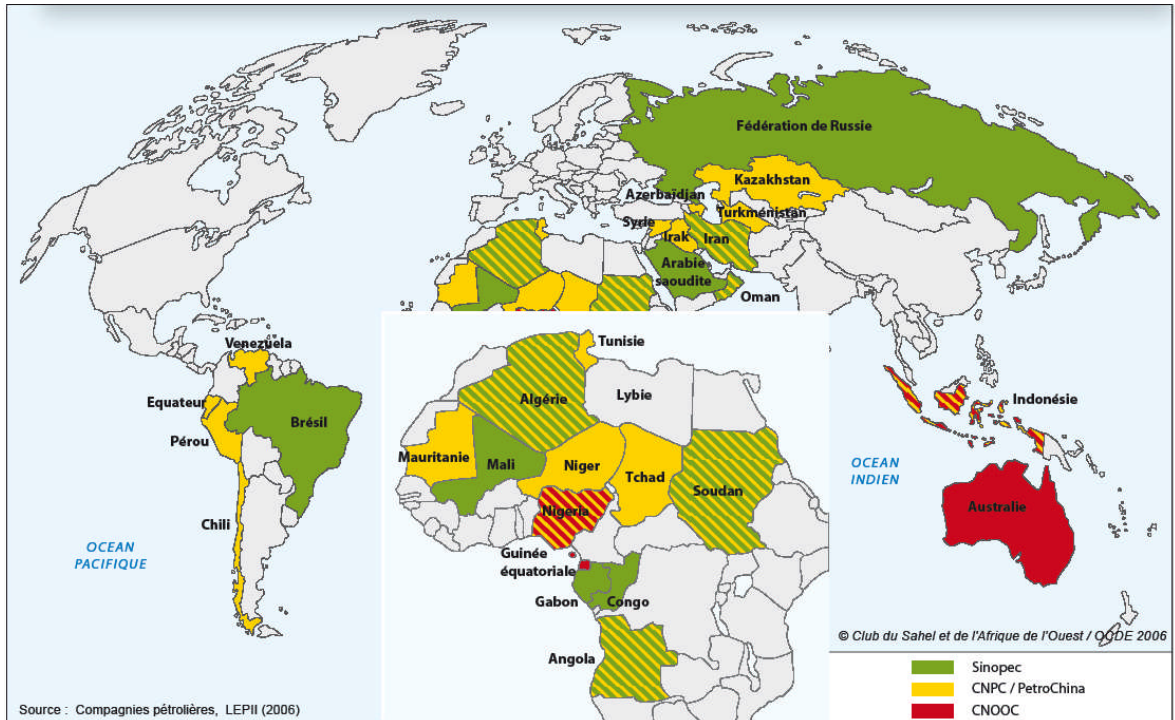 Fédération de Russie
Kazakhstan
Azerbaïdjan
Turkménistan
Syrie
Irak
Iran
Arabie
saoudite
Oman
Venezuela
Equateur
Brésil
Pérou
Chili
OCEAN
PACIFIQUE
Tunisie
Algérie
Lybie
Mauritanie
Mali
Niger
Tchad
Soudan
Nigeria
Guinée
équatoriale
Gabon
Congo
Angola
Indonésie
OCEAN
INDIEN
Australie
© Club du Sahel et de l'Afrique de l'Ouest / OCDE 2006
Sinopec
CNPC / PetroChina
CNOOC
Source : Compagnies pétrolières, LEPII (2006)